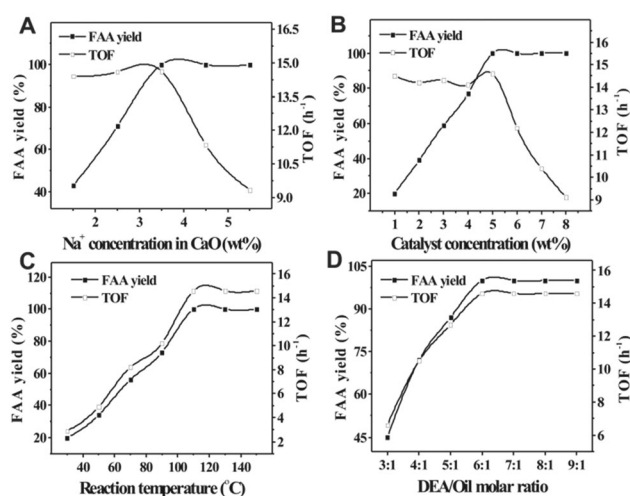 A
FAA yield
TOF
FAA yield (%)
100
80
60
40
16.5
15.0
13.5
12.0
10.5
9.0
TOF (h⁻¹)
2 3 4 5
Na⁺ concentration in CaO (wt%)
B
FAA yield
TOF
FAA yield (%)
100
80
60
40
20
16
15
14
13
12
11
10
9
TOF (h⁻¹)
1 2 3 4 5 6 7 8
Catalyst concentration (wt%)
C
FAA yield
TOF
FAA yield (%)
120
100
80
60
40
20
16
14
12
10
8
6
4
2
TOF (h⁻¹)
40 60 80 100 120 140
Reaction temperature (°C)
D
FAA yield
TOF
FAA yield (%)
105
90
75
60
45
16
14
12
10
8
6
TOF (h⁻¹)
3:1 4:1 5:1 6:1 7:1 8:1 9:1
DEA/Oil molar ratio